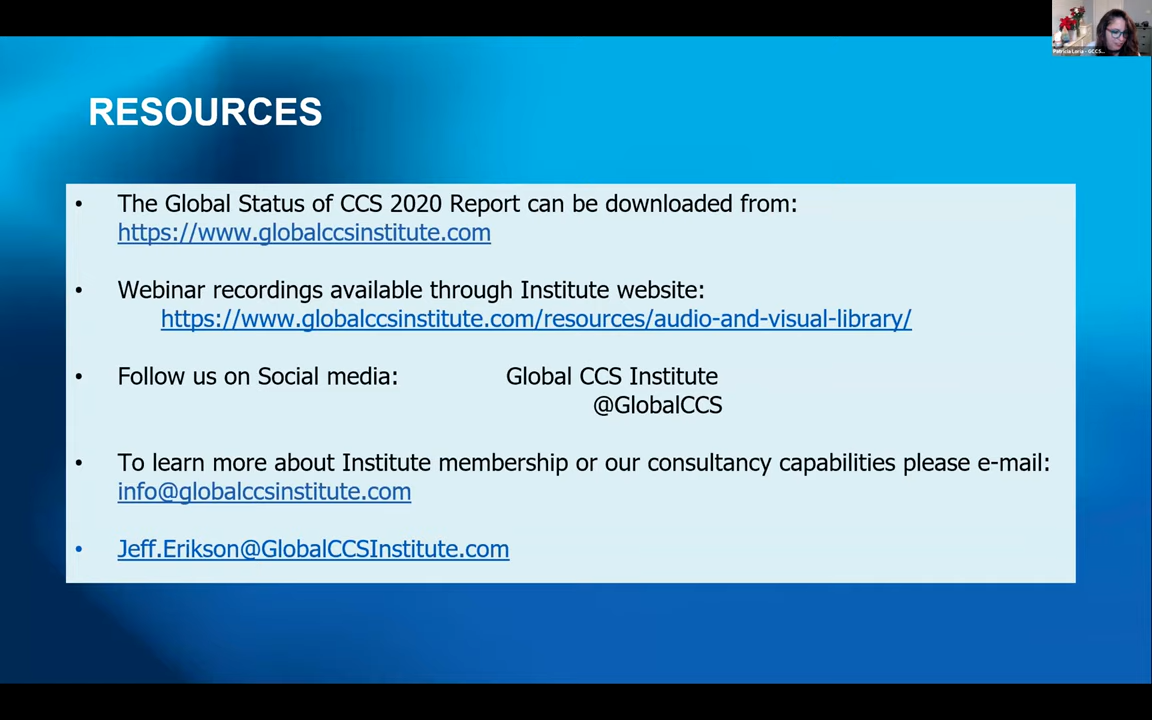 Patricia Loria - GCCS...
RESOURCES
• The Global Status of CCS 2020 Report can be downloaded from:
https://www.globalccsinstitute.com
• Webinar recordings available through Institute website:
https://www.globalccsinstitute.com/resources/audio-and-visual-library/
• Follow us on Social media: Global CCS Institute
@GlobalCCS
• To learn more about Institute membership or our consultancy capabilities please e-mail:
info@globalccsinstitute.com
• Jeff.Erikson@GlobalCCSInstitute.com